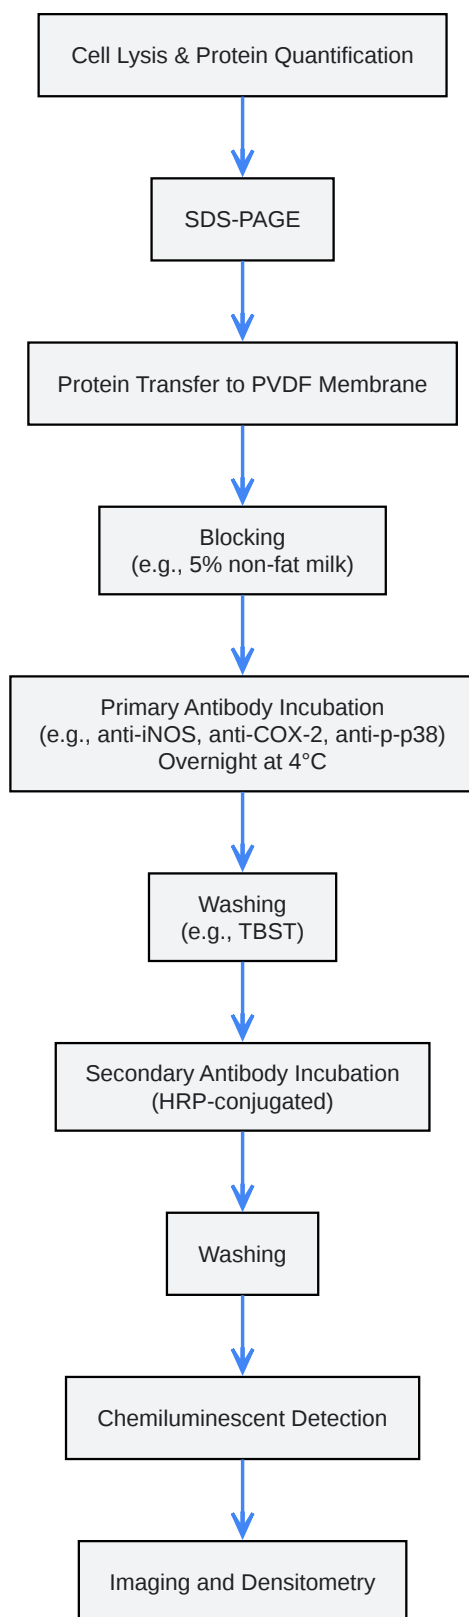 Cell Lysis & Protein Quantification
SDS-PAGE
Protein Transfer to PVDF Membrane
Blocking
(e.g., 5% non-fat milk)
Primary Antibody Incubation
(e.g., anti-iNOS, anti-COX-2, anti-p-p38)
Overnight at 4°C
Washing
(e.g., TBST)
Secondary Antibody Incubation
(HRP-conjugated)
Washing
Chemiluminescent Detection
Imaging and Densitometry